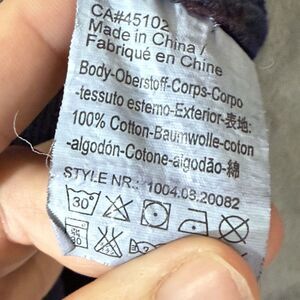 CA#45102
Made in China /
Fabriqué en Chine
Body-Oberstoff-Corps-Corpo
-tessuto esterno-Exterior-表地:
100% Cotton-Baumwolle-coton
-algodón-Cotone-algodão-綿
STYLE NR.: 1004.03.20082
30°